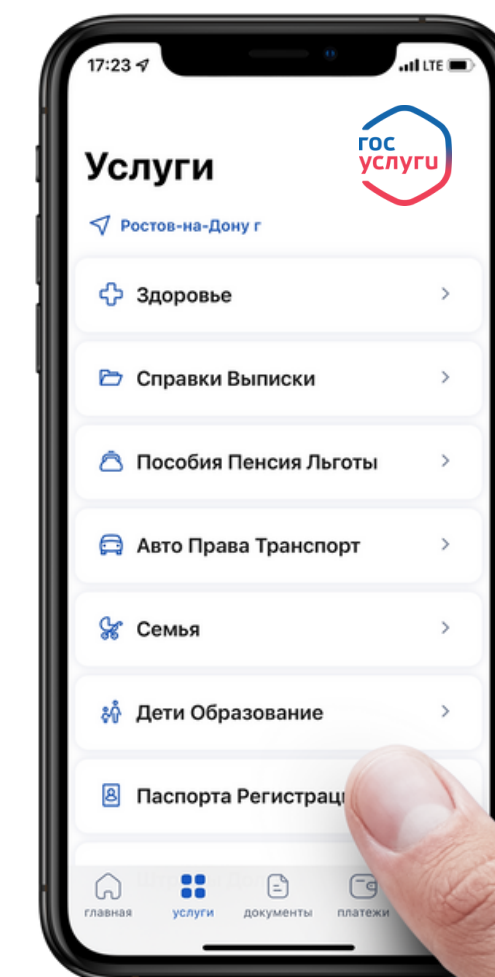 17:23
LTE
гос
услуги
Услуги
Ростов-на-Дону г
Здоровье
Справки Выписки
Пособия Пенсия Льготы
Авто Права Транспорт
Семья
Дети Образование
Паспорта
главная
услуги
документы
платежи